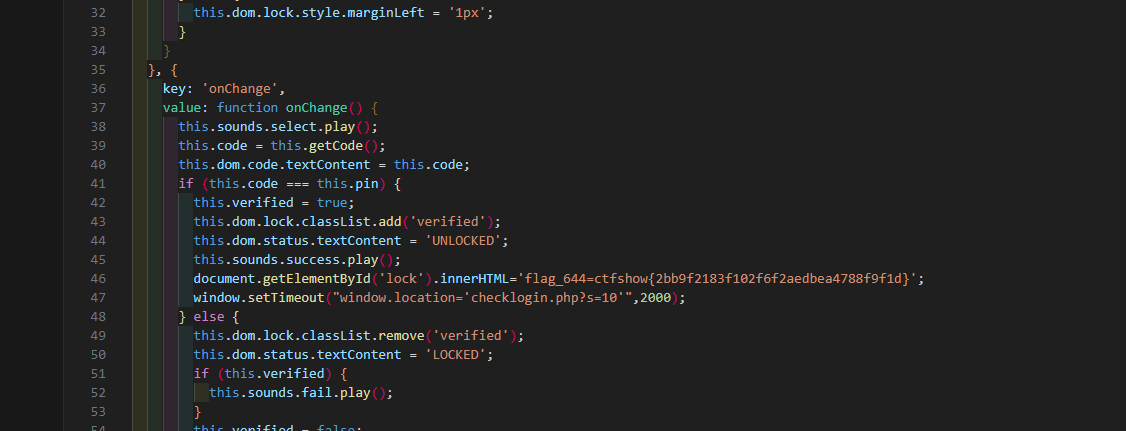 32 this.dom.lock.style.marginLeft = '1px';
33 }
34 }
35 }, {
36 key: 'onChange',
37 value: function onChange() {
38 this.sounds.select.play();
39 this.code = this.getCode();
40 this.dom.code.textContent = this.code;
41 if (this.code === this.pin) {
42 this.verified = true;
43 this.dom.lock.classList.add('verified');
44 this.dom.status.textContent = 'UNLOCKED';
45 this.sounds.success.play();
46 document.getElementById('lock').innerHTML='flag_644=ctfshow{2bb9f2183f102f6f2aedbea4788f9f1d}';
47 window.setTimeout("window.location='checklogin.php?s=10'",2000);
48 } else {
49 this.dom.lock.classList.remove('verified');
50 this.dom.status.textContent = 'LOCKED';
51 if (this.verified) {
52 this.sounds.fail.play();
53 }
54 this.verified = false;